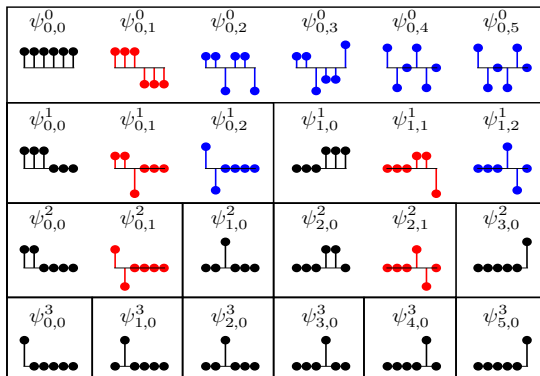 ψ^0_{0,0} ψ^0_{0,1} ψ^0_{0,2} ψ^0_{0,3} ψ^0_{0,4} ψ^0_{0,5}
ψ^1_{0,0} ψ^1_{0,1} ψ^1_{0,2} ψ^1_{1,0} ψ^1_{1,1} ψ^1_{1,2}
ψ^2_{0,0} ψ^2_{0,1} ψ^2_{1,0} ψ^2_{2,0} ψ^2_{2,1} ψ^2_{3,0}
ψ^3_{0,0} ψ^3_{1,0} ψ^3_{2,0} ψ^3_{3,0} ψ^3_{4,0} ψ^3_{5,0}